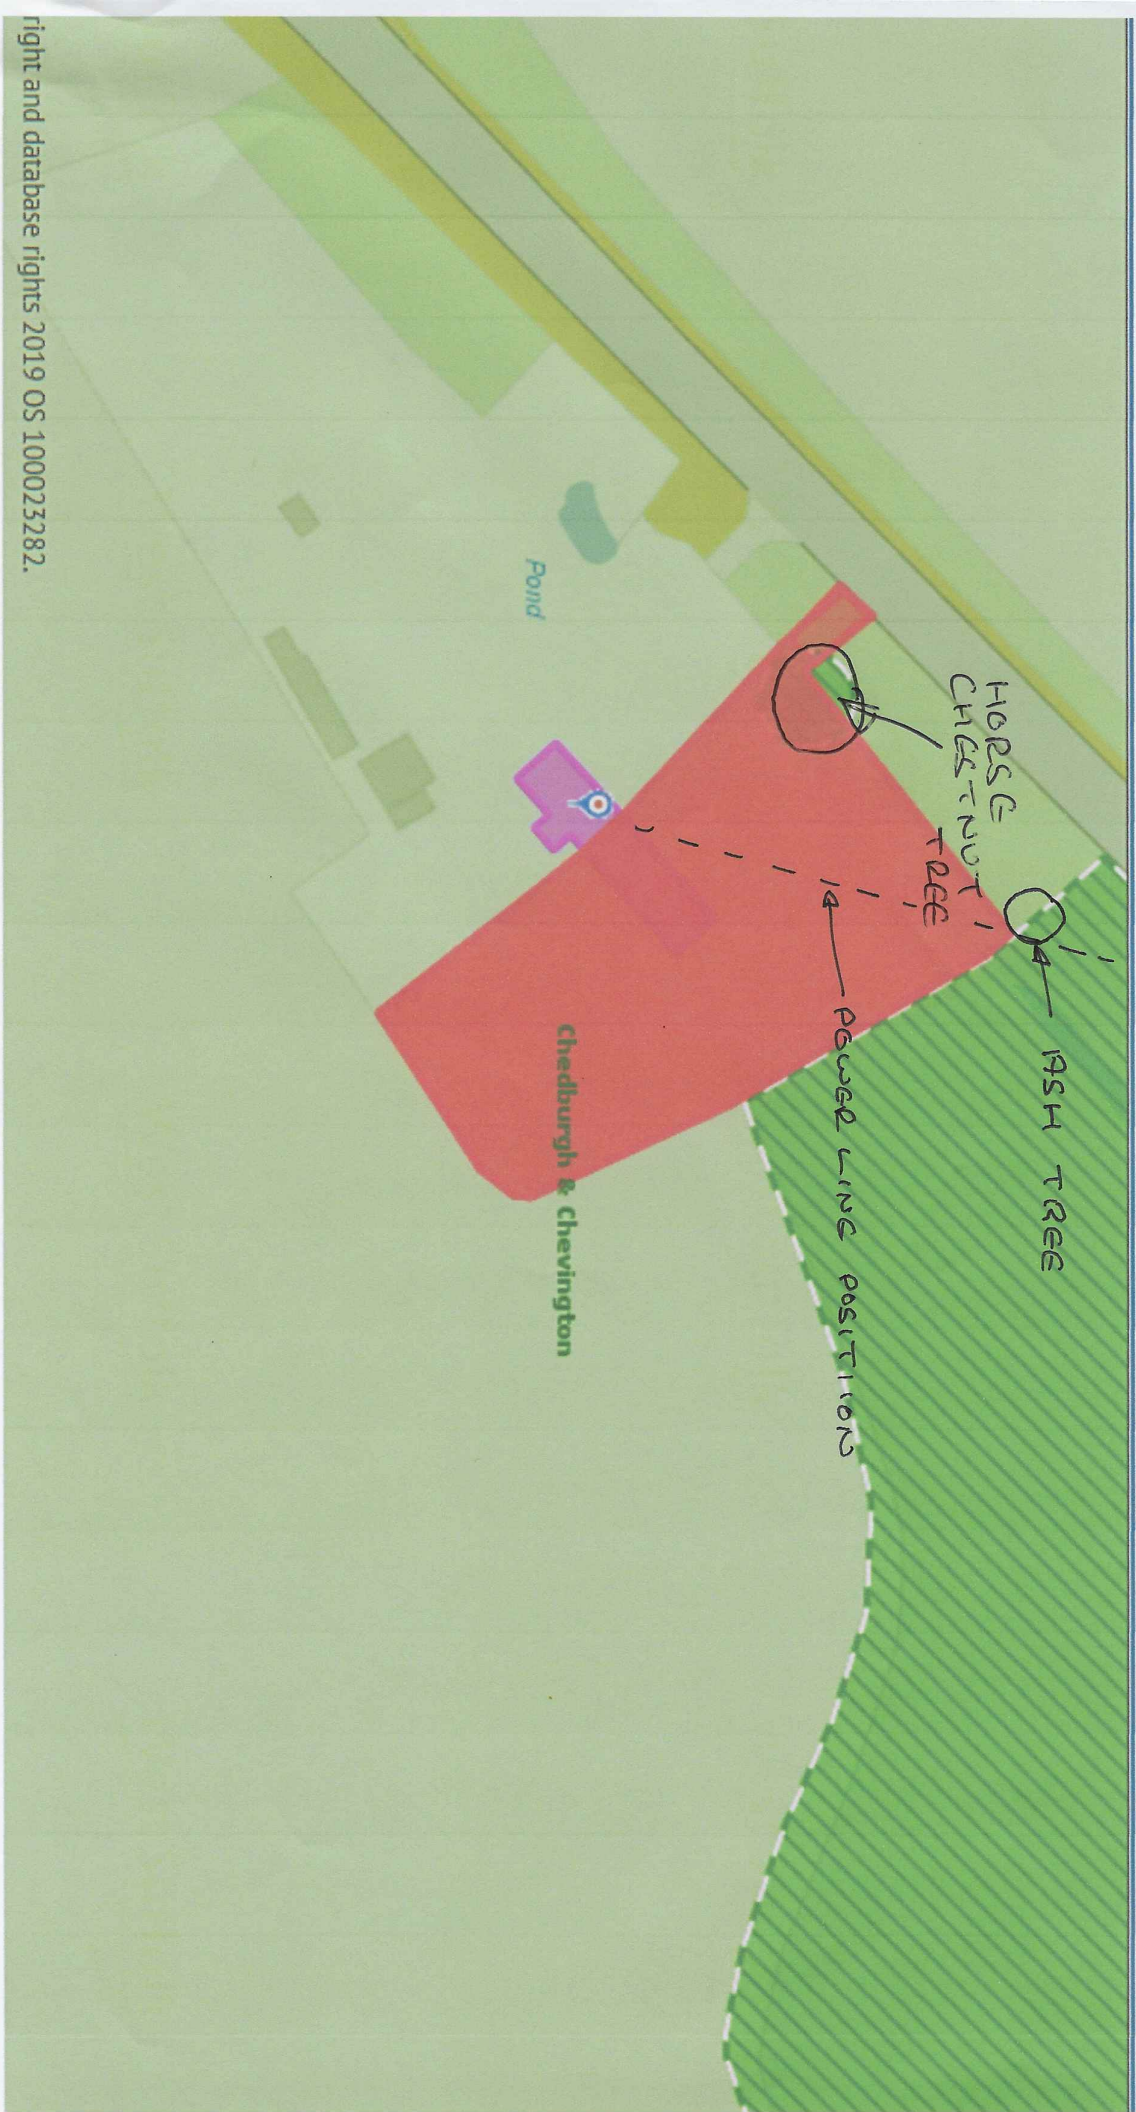 HORSE
CHESTNUT
TREE
ASH TREE
POWER LINE POSITION
Pond
Chedburgh & Chevington
right and database rights 2019 OS 100023282.